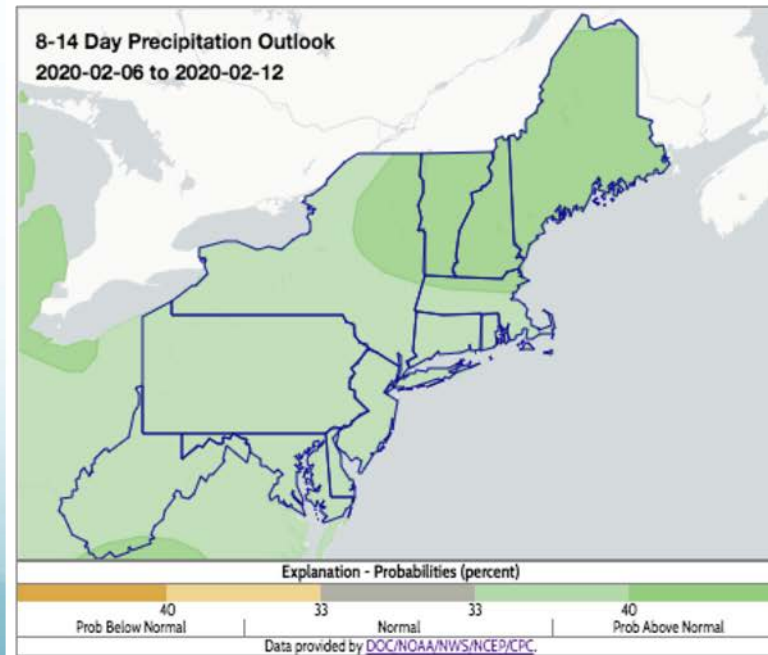 8-14 Day Precipitation Outlook
2020-02-06 to 2020-02-12
Explanation - Probabilities (percent)
40 33 33 40
Prob Below Normal Normal Prob Above Normal
Data provided by DOC/NOAA/NWS/NCEP/CPC.